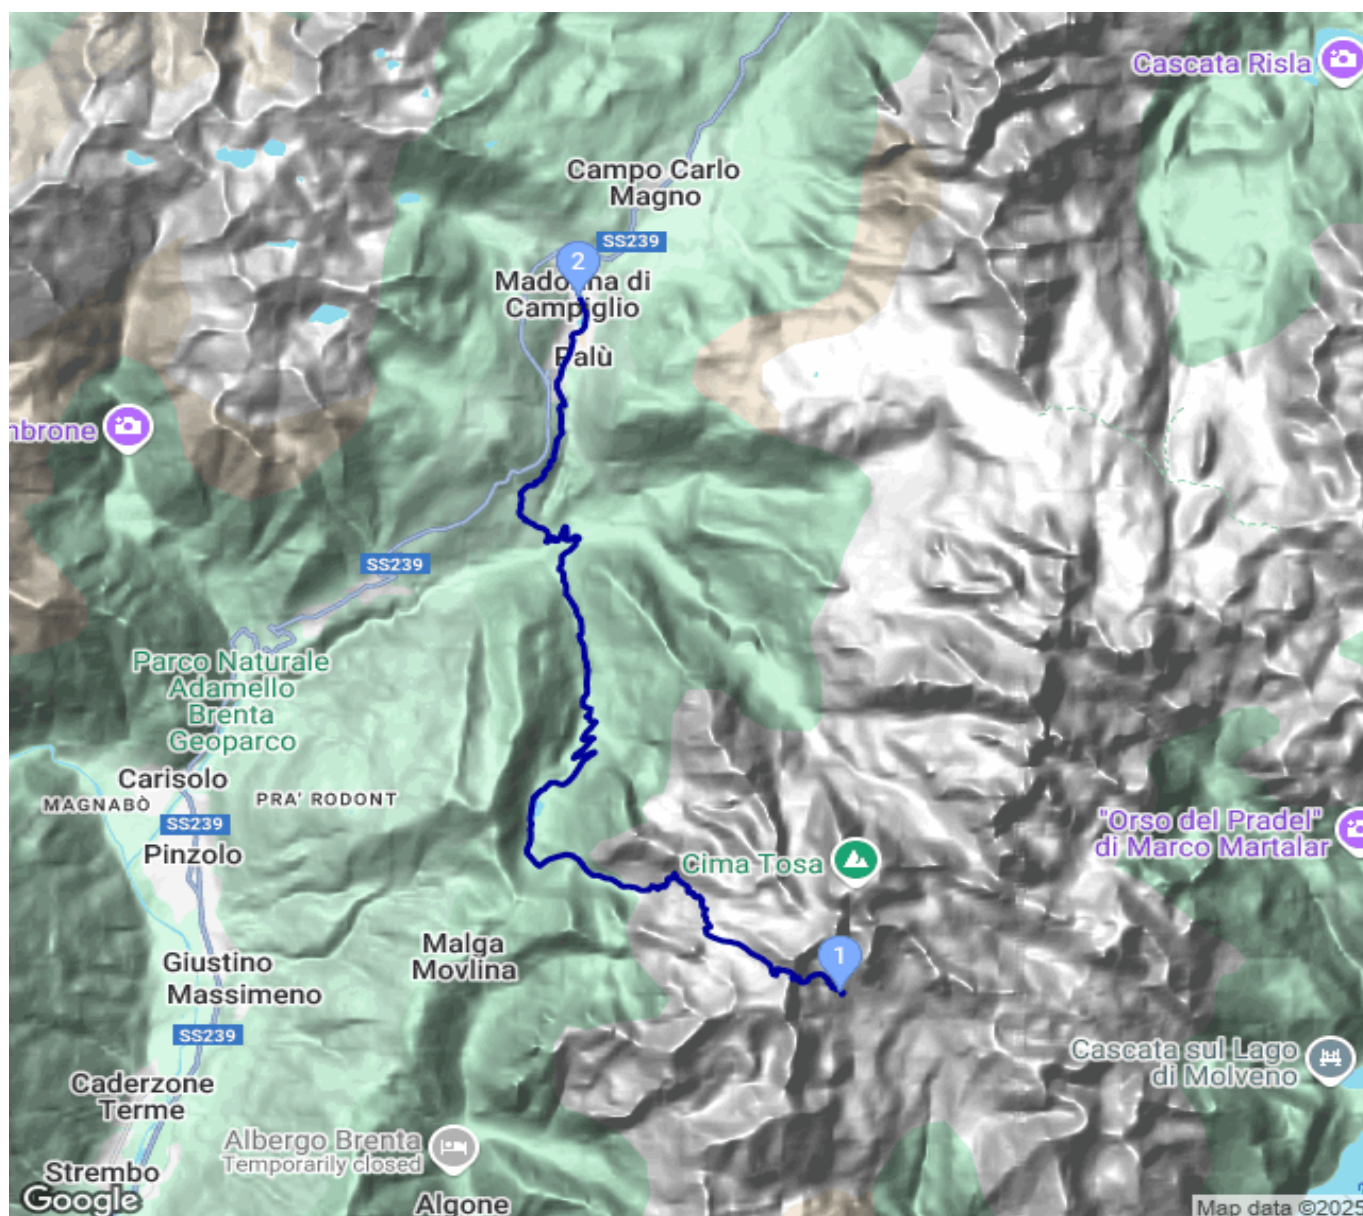 Cascata Risla
Campo Carlo
Magno
SS239
2
Madonna di
Campiglio
Palù
nbrone
SS239
Parco Naturale
Adamello
Brenta
Geoparco
Carisolo
MAGNABÒ
PRA' RODONT
SS239
Pinzolo
"Orso del Pradel"
di Marco Martalar
Cima Tosa
1
Malga
Movlina
Giustino
Massimeno
SS239
Cascata sul Lago
di Molveno
Caderzone
Terme
Albergo Brenta
Temporarily closed
Strembo
Algone
Google
Map data ©2025